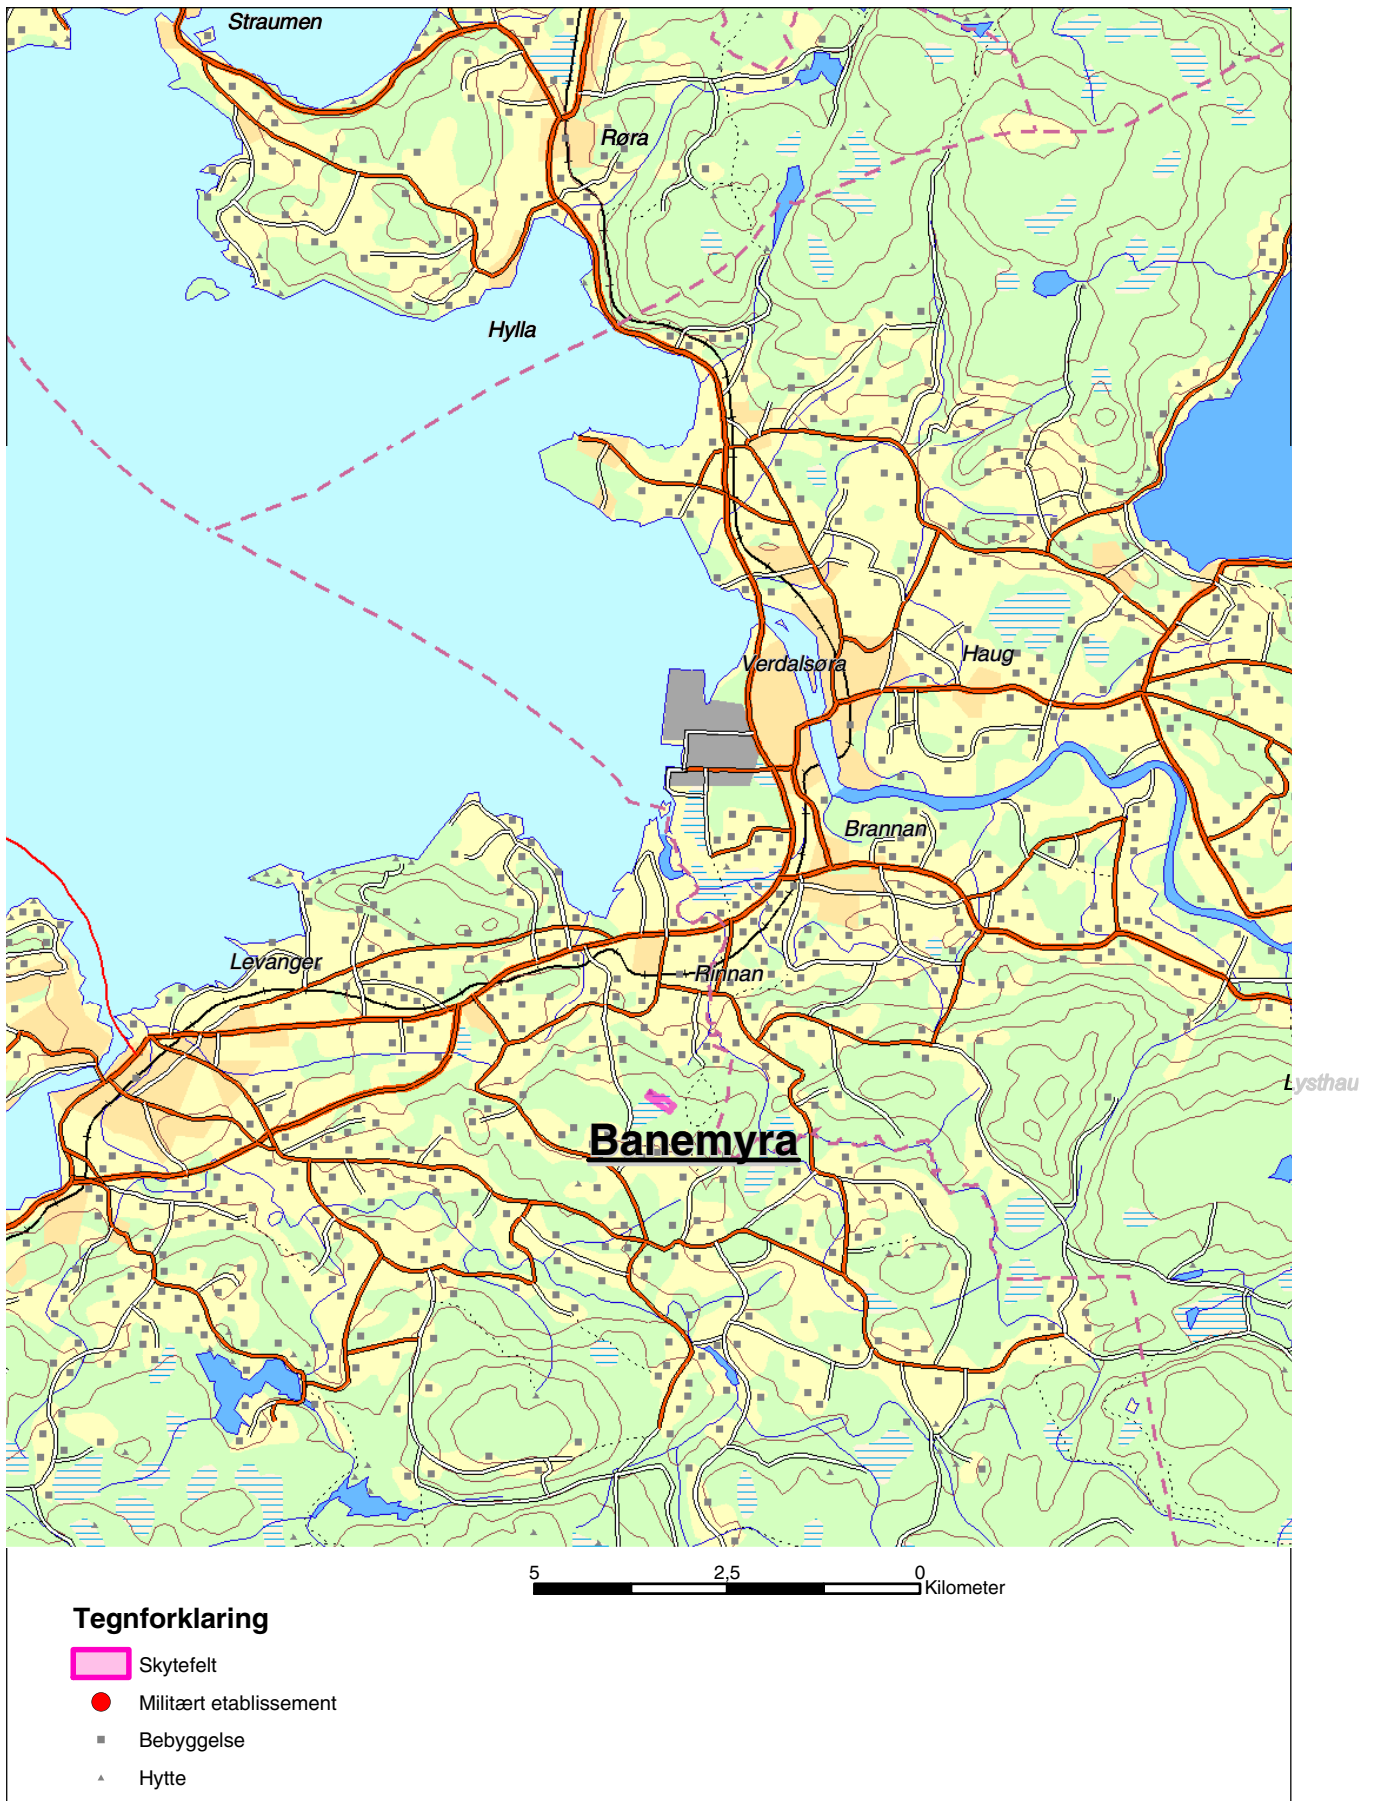 Straumen
Røra
Hylla
Verdalsøra
Haug
Brannan
Levanger
Rinnan
Lysthau
Banemyra
5 2,5 0
Kilometer
Tegnforklaring
Skytefelt
Militært etablissement
Bebyggelse
Hytte